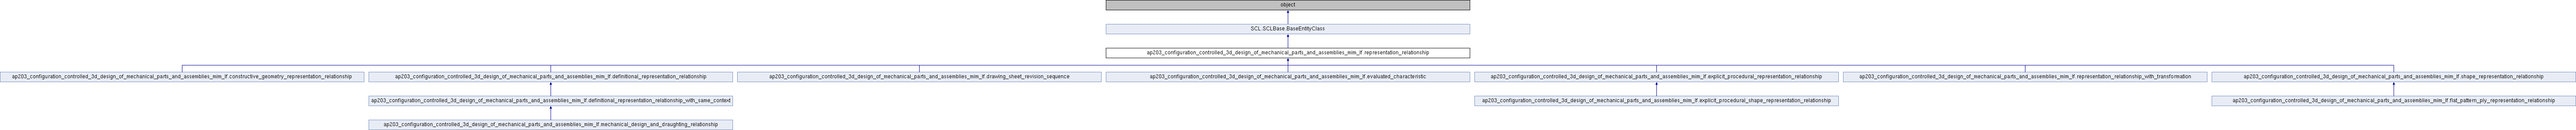 object
SCL.SCLBase.BaseEntityClass
ap203_configuration_controlled_3d_design_of_mechanical_parts_and_assemblies_mim_lf.representation_relationship
ap203_configuration_controlled_3d_design_of_mechanical_parts_and_assemblies_mim_lf.constructive_geometry_representation_relationship
ap203_configuration_controlled_3d_design_of_mechanical_parts_and_assemblies_mim_lf.definitional_representation_relationship
ap203_configuration_controlled_3d_design_of_mechanical_parts_and_assemblies_mim_lf.drawing_sheet_revision_sequence
ap203_configuration_controlled_3d_design_of_mechanical_parts_and_assemblies_mim_lf.evaluated_characteristic
ap203_configuration_controlled_3d_design_of_mechanical_parts_and_assemblies_mim_lf.explicit_procedural_representation_relationship
ap203_configuration_controlled_3d_design_of_mechanical_parts_and_assemblies_mim_lf.representation_relationship_with_transformation
ap203_configuration_controlled_3d_design_of_mechanical_parts_and_assemblies_mim_lf.shape_representation_relationship
ap203_configuration_controlled_3d_design_of_mechanical_parts_and_assemblies_mim_lf.definitional_representation_relationship_with_same_context
ap203_configuration_controlled_3d_design_of_mechanical_parts_and_assemblies_mim_lf.explicit_procedural_shape_representation_relationship
ap203_configuration_controlled_3d_design_of_mechanical_parts_and_assemblies_mim_lf.flat_pattern_ply_representation_relationship
ap203_configuration_controlled_3d_design_of_mechanical_parts_and_assemblies_mim_lf.mechanical_design_and_draughting_relationship